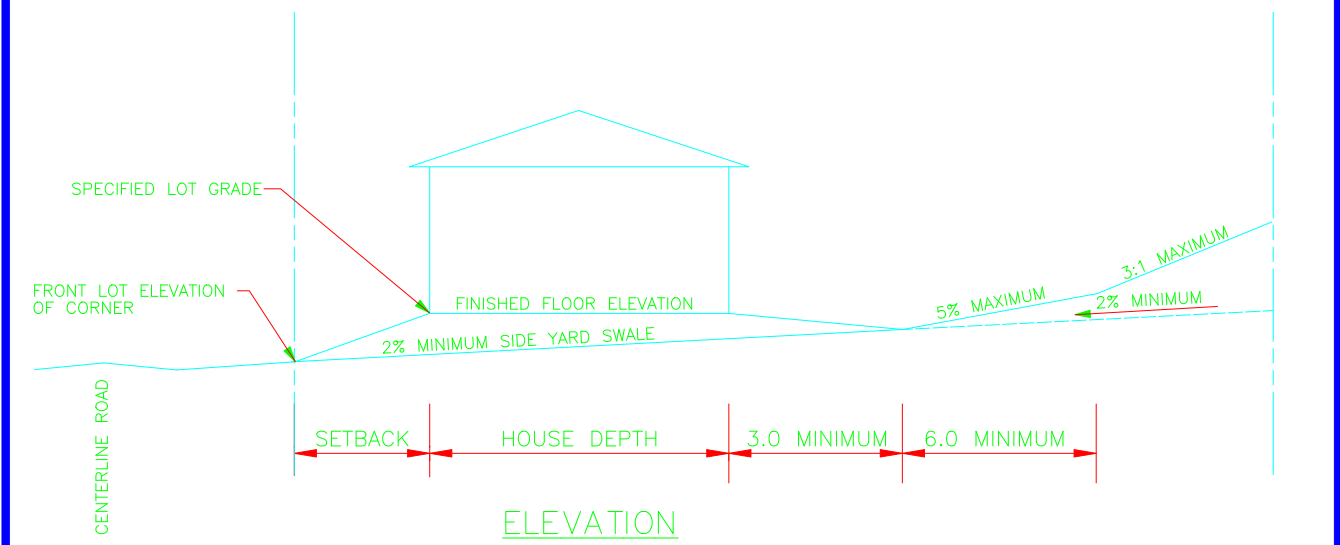 SPECIFIED LOT GRADE
FRONT LOT ELEVATION
OF CORNER
FINISHED FLOOR ELEVATION
2% MINIMUM SIDE YARD SWALE
5% MAXIMUM
3:1 MAXIMUM
2% MINIMUM
CENTERLINE ROAD
SETBACK
HOUSE DEPTH
3.0 MINIMUM
6.0 MINIMUM
ELEVATION